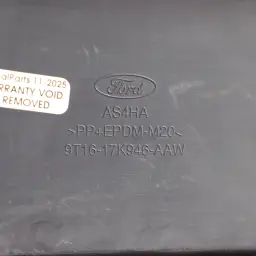 alParts 11/2025
RRANTY VOID
REMOVED
Ford
AS4HA
>PP+EPDM-M20<
9T16-17K946-AAW